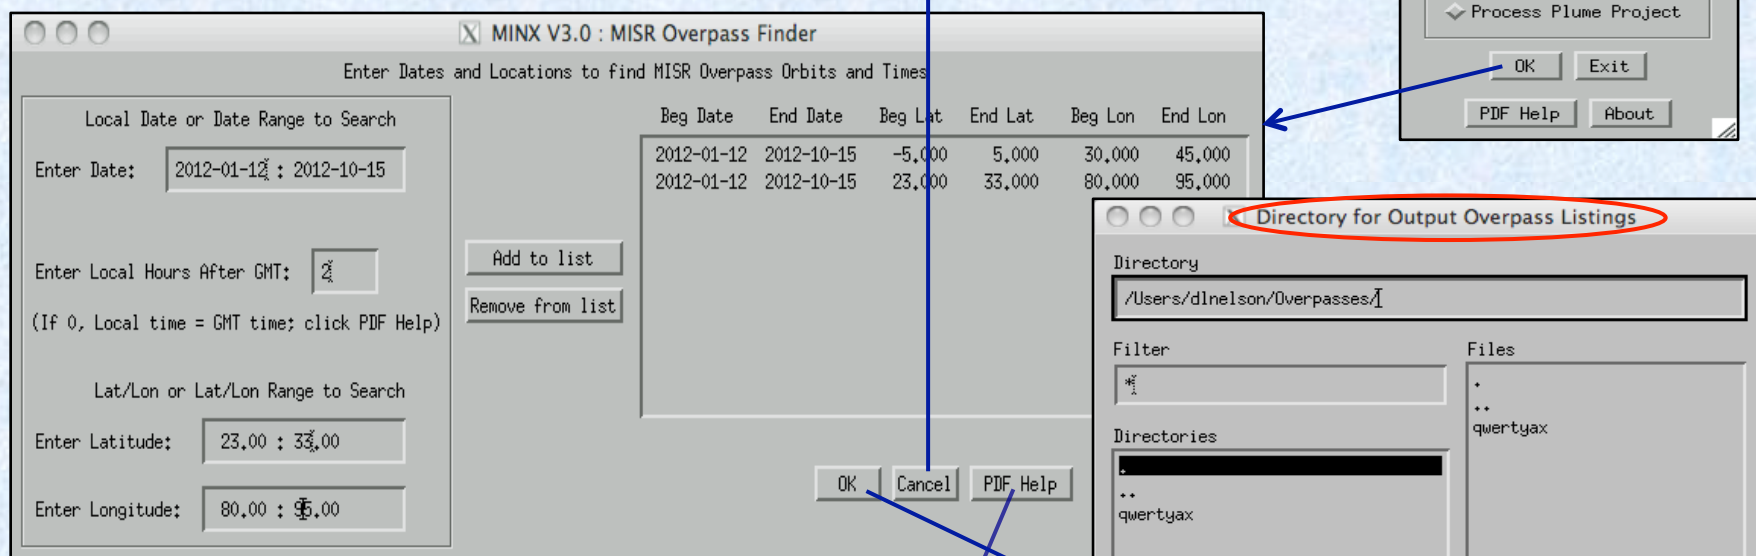 Process Plume Project
OK Exit
PDF Help About
MINX V3.0 : MISR Overpass Finder
Enter Dates and Locations to find MISR Overpass Orbits and Times
Local Date or Date Range to Search
Enter Date: 2012-01-12 : 2012-10-15
Enter Local Hours After GMT: 2
(If 0, Local time = GMT time; click PDF Help)
Lat/Lon or Lat/Lon Range to Search
Enter Latitude: 23.00 : 33.00
Enter Longitude: 80.00 : 95.00
Add to list
Remove from list
Beg Date End Date Beg Lat End Lat Beg Lon End Lon
2012-01-12 2012-10-15 -5.000 5.000 30.000 45.000
2012-01-12 2012-10-15 23.000 33.000 80.000 95.000
OK Cancel PDF Help
Directory for Output Overpass Listings
Directory
/Users/dlnelson/Overpasses/
Filter
*
Directories
.
..
qwertyax
Files
.
..
qwertyax